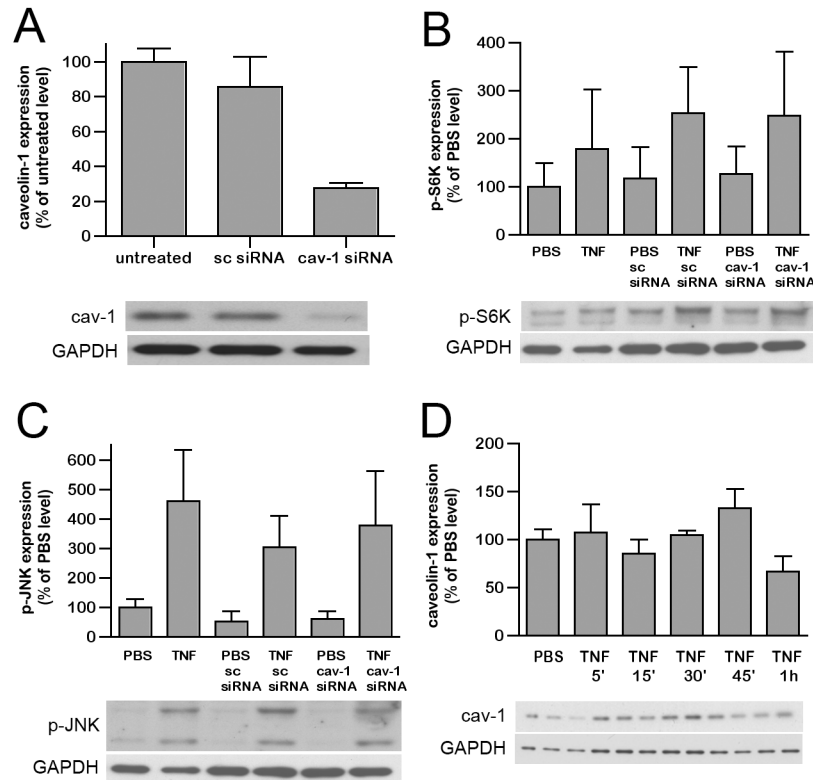 A
caveolin-1 expression
(% of untreated level)
100
80
60
40
20
0
untreated sc siRNA cav-1 siRNA
cav-1
GAPDH
B
p-S6K expression
(% of PBS level)
400
300
200
100
0
PBS TNF PBS TNF PBS TNF
sc sc cav-1 cav-1
siRNA siRNA siRNA siRNA
p-S6K
GAPDH
C
p-JNK expression
(% of PBS level)
600
500
400
300
200
100
0
PBS TNF PBS TNF PBS TNF
sc sc cav-1 cav-1
siRNA siRNA siRNA siRNA
p-JNK
GAPDH
D
caveolin-1 expression
(% of PBS level)
200
150
100
50
0
PBS TNF TNF TNF TNF TNF
5' 15' 30' 45' 1h
cav-1
GAPDH